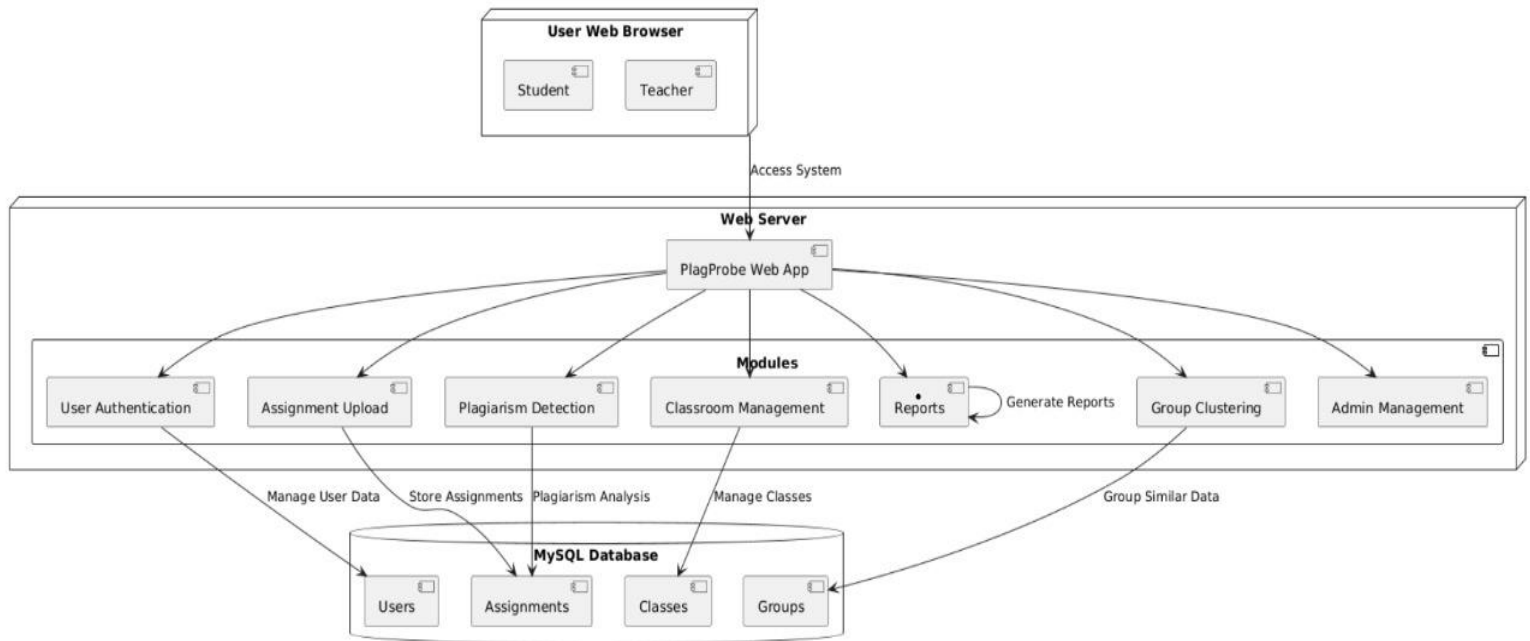 User Web Browser
Student
Teacher
Access System
Web Server
PlagProbe Web App
Modules
User Authentication
Assignment Upload
Plagiarism Detection
Classroom Management
Reports
Generate Reports
Group Clustering
Admin Management
Manage User Data
Store Assignments
Plagiarism Analysis
Manage Classes
Group Similar Data
MySQL Database
Users
Assignments
Classes
Groups